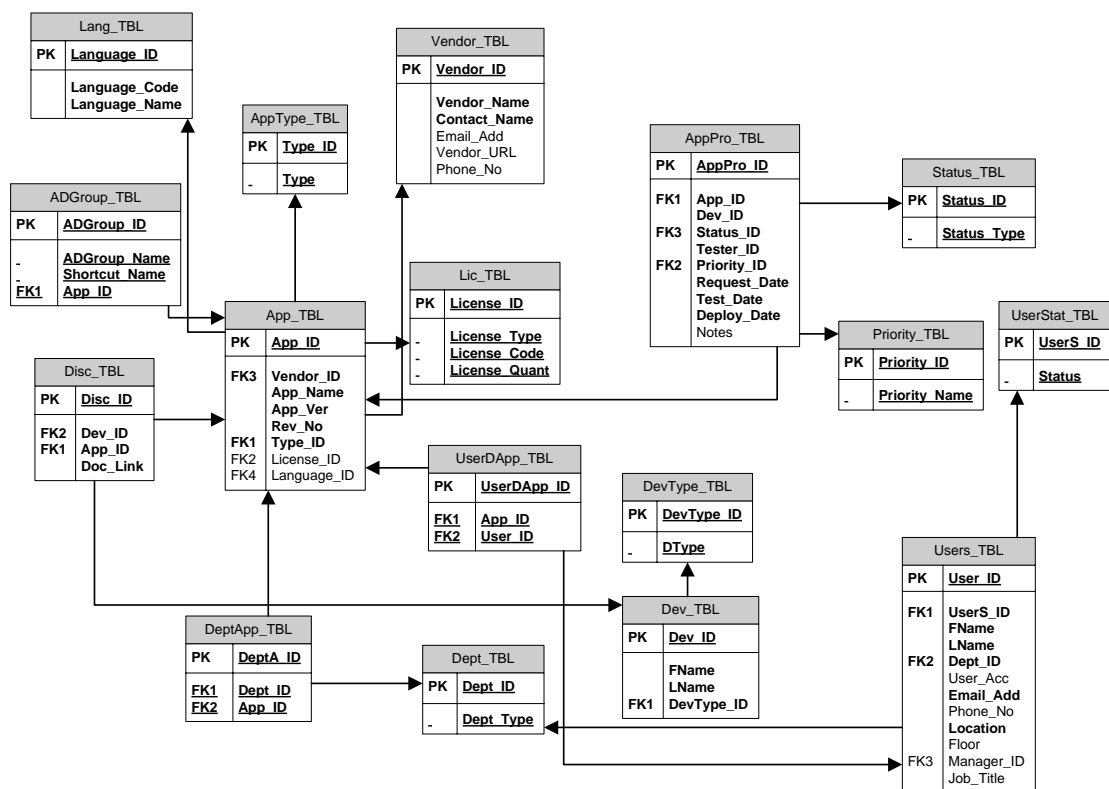 Lang_TBL
PK Language_ID
Language_Code
Language_Name
Vendor_TBL
PK Vendor_ID
Vendor_Name
Contact_Name
Email_Add
Vendor_URL
Phone_No
AppType_TBL
PK Type_ID
- Type
AppPro_TBL
PK AppPro_ID
FK1 App_ID
Dev_ID
FK3 Status_ID
Tester_ID
FK2 Priority_ID
Request_Date
Test_Date
Deploy_Date
Notes
Status_TBL
PK Status_ID
- Status_Type
ADGroup_TBL
PK ADGroup_ID
- ADGroup_Name
- Shortcut_Name
FK1 App_ID
Lic_TBL
PK License_ID
- License_Type
- License_Code
- License_Quant
App_TBL
PK App_ID
FK3 Vendor_ID
App_Name
App_Ver
Rev_No
FK1 Type_ID
FK2 License_ID
FK4 Language_ID
UserStat_TBL
PK UserS_ID
- Status
Priority_TBL
PK Priority_ID
- Priority_Name
Disc_TBL
PK Disc_ID
FK2 Dev_ID
FK1 App_ID
Doc_Link
UserDApp_TBL
PK UserDApp_ID
FK1 App_ID
FK2 User_ID
DevType_TBL
PK DevType_ID
- DType
Users_TBL
PK User_ID
FK1 UserS_ID
FName
LName
FK2 Dept_ID
User_Acc
Email_Add
Phone_No
Location
Floor
FK3 Manager_ID
Job_Title
Dev_TBL
PK Dev_ID
FName
LName
FK1 DevType_ID
DeptApp_TBL
PK DeptA_ID
FK1 Dept_ID
FK2 App_ID
Dept_TBL
PK Dept_ID
- Dept_Type